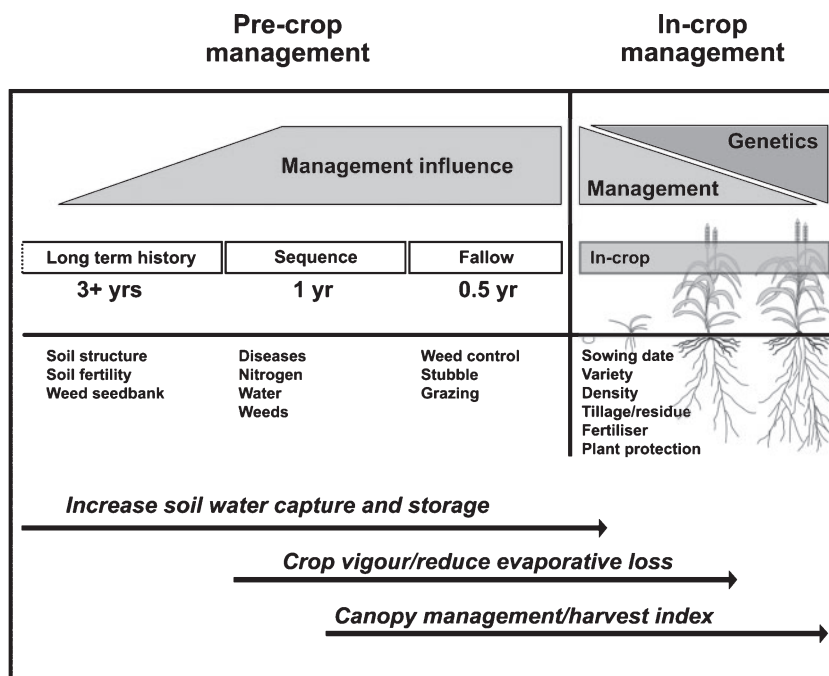 Pre-crop
management
In-crop
management
Management influence
Genetics
Management
Long term history
Sequence
Fallow
In-crop
3+ yrs
1 yr
0.5 yr
Soil structure
Soil fertility
Weed seedbank
Diseases
Nitrogen
Water
Weeds
Weed control
Stubble
Grazing
Sowing date
Variety
Density
Tillage/residue
Fertiliser
Plant protection
Increase soil water capture and storage
Crop vigour/reduce evaporative loss
Canopy management/harvest index